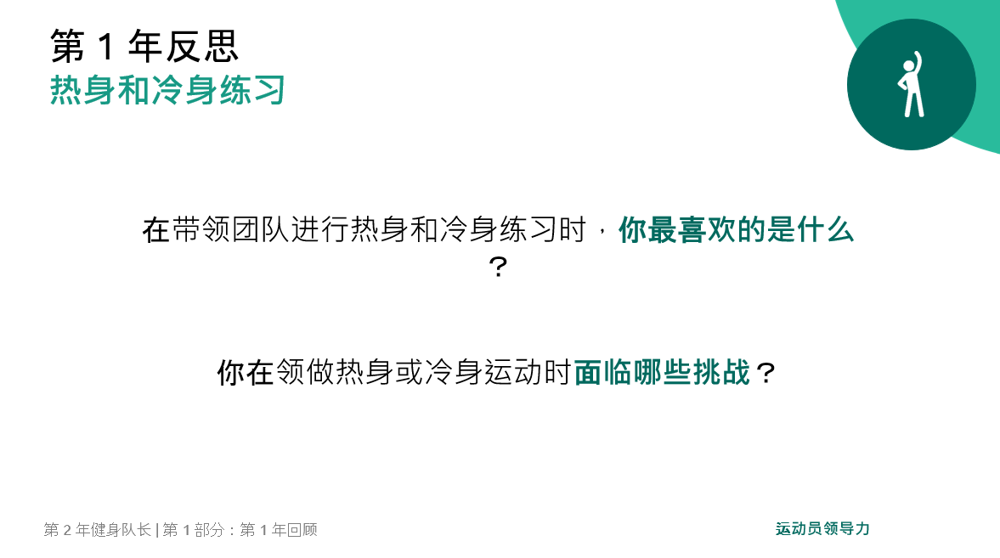 第 1 年反思
热身和冷身练习
在带领团队进行热身和冷身练习时，你最喜欢的是什么
？
你在领做热身或冷身运动时面临哪些挑战？
第 2 年健身队长 | 第 1 部分：第 1 年回顾
运动员领导力